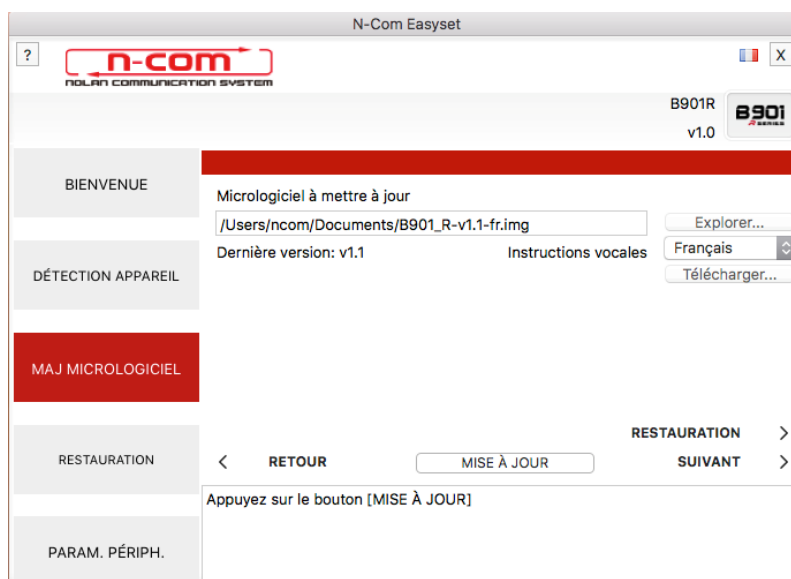 N-Com Easyset
?
n-com
NOLAN COMMUNICATION SYSTEM
X
B901R
v1.0
B901
R SERIES
BIENVENUE
DÉTECTION APPAREIL
MAJ MICROLOGICIEL
RESTAURATION
PARAM. PÉRIPH.
Micrologiciel à mettre à jour
/Users/ncom/Documents/B901_R-v1.1-fr.img
Explorer...
Dernière version: v1.1
Instructions vocales
Français
Télécharger...
RESTAURATION >
< RETOUR
MISE À JOUR
SUIVANT >
Appuyez sur le bouton [MISE À JOUR]